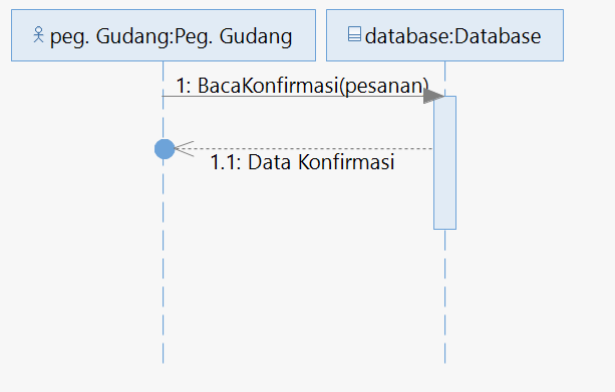 peg. Gudang:Peg. Gudang
database:Database
1: BacaKonfirmasi(pesanan)
1.1: Data Konfirmasi